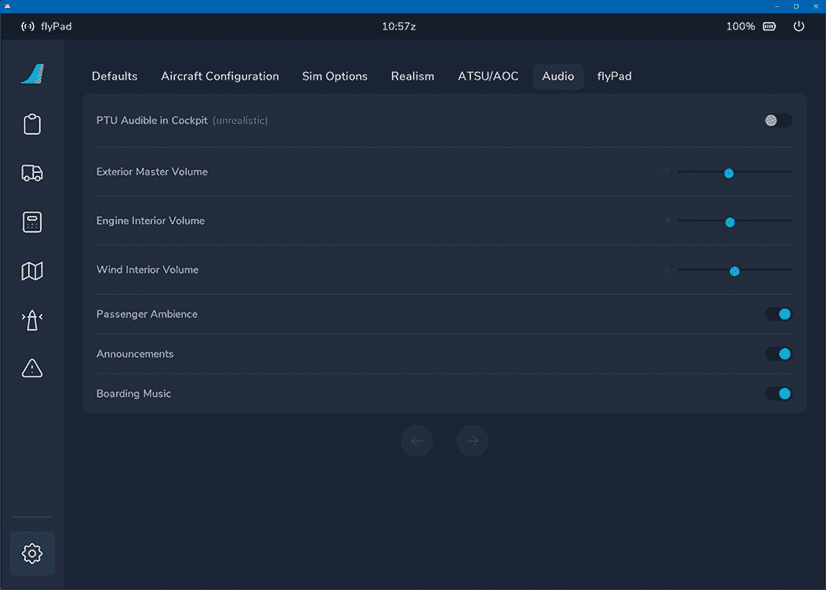 flyPad 10:57z 100%
Defaults Aircraft Configuration Sim Options Realism ATSU/AOC Audio flyPad
PTU Audible in Cockpit (unrealistic)
Exterior Master Volume -5
Engine Interior Volume
Wind Interior Volume 0
Passenger Ambience
Announcements
Boarding Music